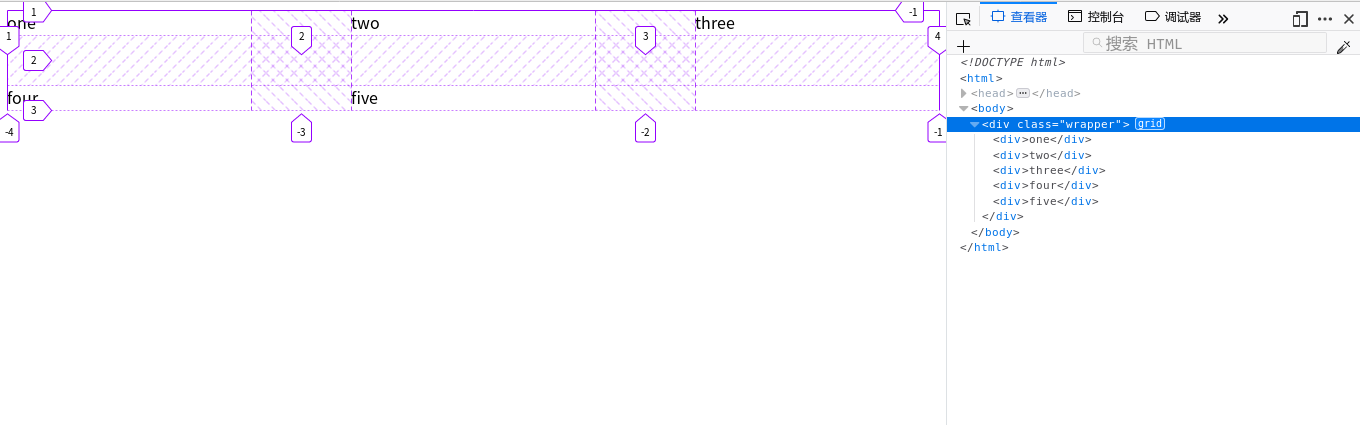 1 -1
one two three
1 2 3 4
2
four five
3
-4 -3 -2 -1
查看器 控制台 调试器
搜索 HTML
<!DOCTYPE html>
<html>
<head> ••• </head>
<body>
<div class="wrapper"> grid
<div>one</div>
<div>two</div>
<div>three</div>
<div>four</div>
<div>five</div>
</div>
</body>
</html>